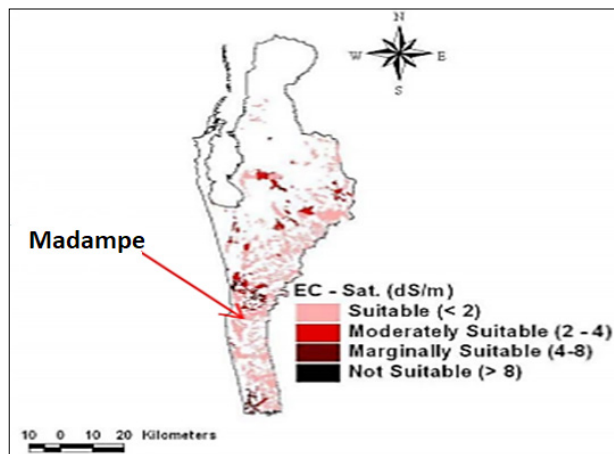 N
W E
S
Madampe
EC - Sat. (dS/m)
Suitable (< 2)
Moderately Suitable (2 - 4)
Marginally Suitable (4-8)
Not Suitable (> 8)
10 0 10 20 Kilometers